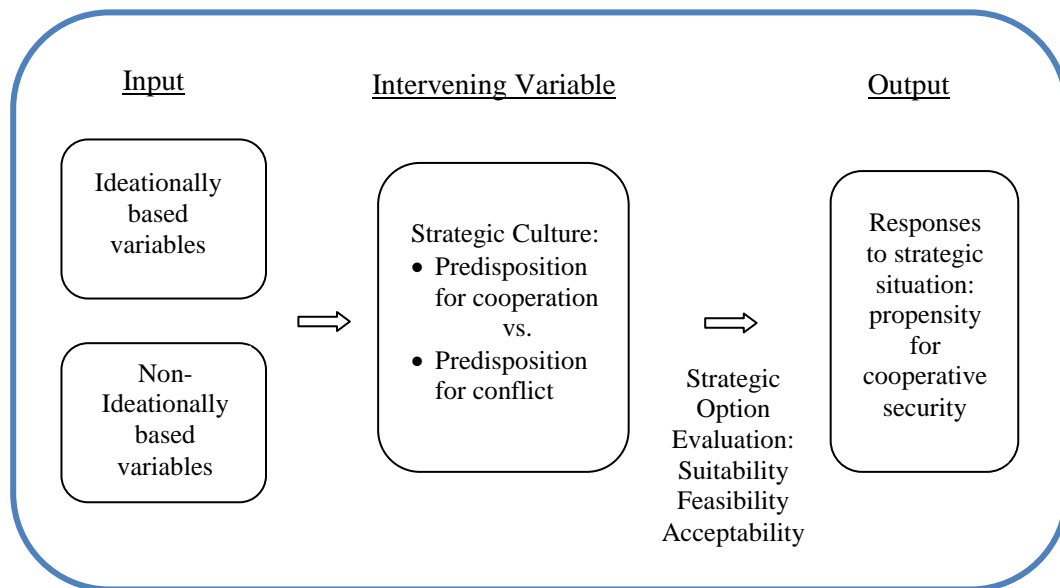 Input
Intervening Variable
Output
Ideationally
based
variables
Non-
Ideationally
based
variables
Strategic Culture:
• Predisposition
for cooperation
vs.
• Predisposition
for conflict
Strategic
Option
Evaluation:
Suitability
Feasibility
Acceptability
Responses
to strategic
situation:
propensity
for
cooperative
security